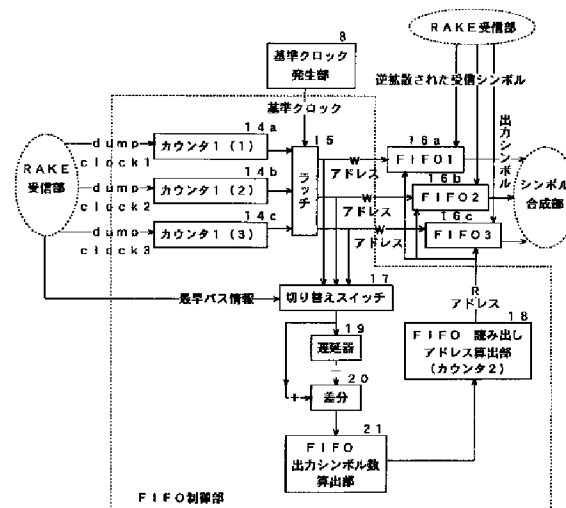 RAKE受信部
8
基準クロック
発生部
逆拡散された受信シンボル
基準クロック
出力シンボル
14a
15
16a
dump
clock1
カウンタ1(1)
W
アドレス
FIFO1
RAKE
受信部
14b
16b
dump
clock2
カウンタ1(2)
ラッチ
W
アドレス
FIFO2
シンボル
合成部
14c
16c
dump
clock3
カウンタ1(3)
W
アドレス
FIFO3
17
R
アドレス
最早パス情報
切り替えスイッチ
18
19
遅延器
FIFO 読み出し
アドレス算出部
(カウンタ2)
−
20
+
差分
21
FIFO
出力シンボル数
算出部
FIFO制御部